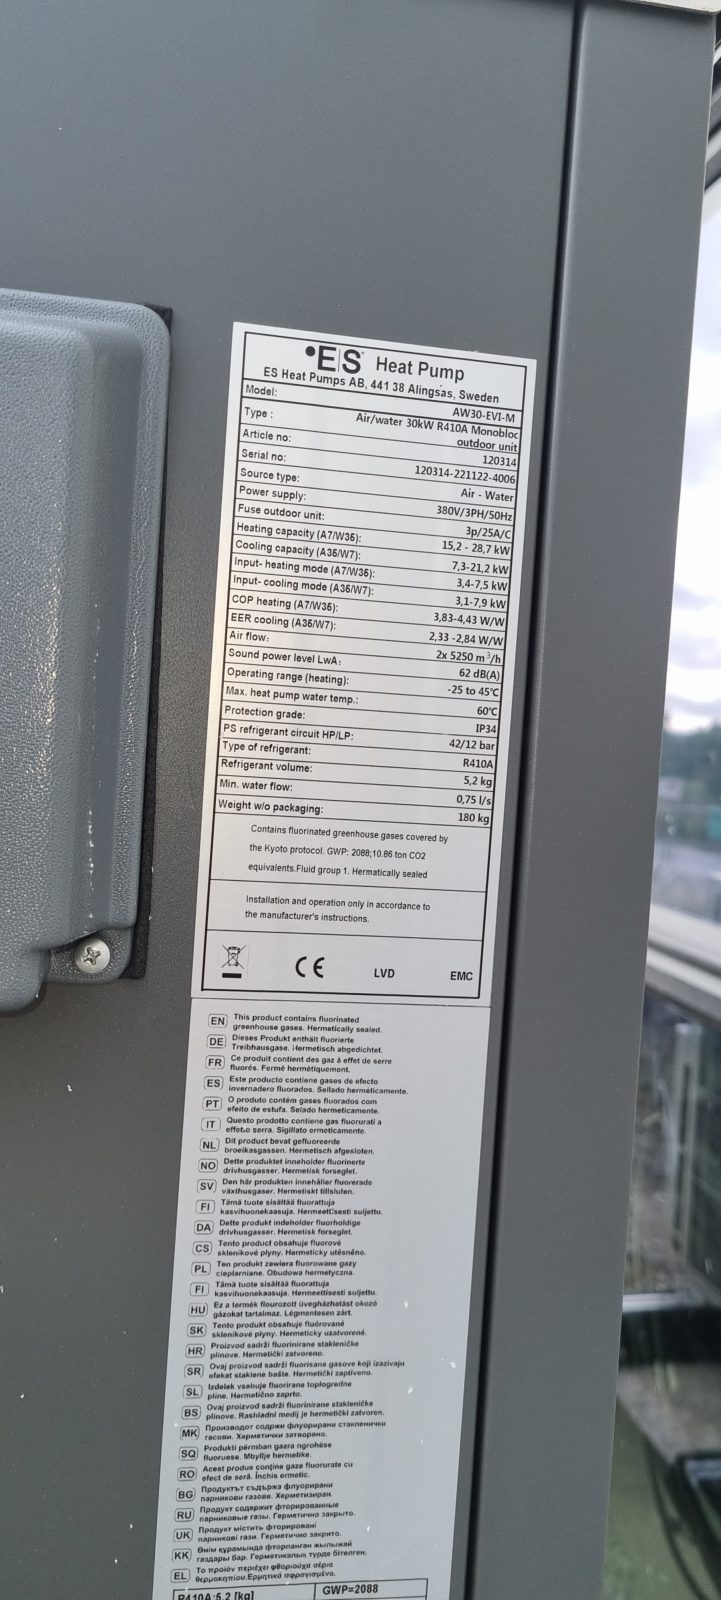 •ES Heat Pump
ES Heat Pumps AB, 441 38 Alingsas, Sweden
Model: AW30-EVI-M
Type : Air/water 30kW R410A Monobloc
outdoor unit
Article no: 120314
Serial no: 120314-221122-4006
Source type: Air - Water
Power supply: 380V/3PH/50Hz
Fuse outdoor unit: 3p/25A/C
Heating capacity (A7/W35): 15,2 - 28,7 kW
Cooling capacity (A35/W7): 7,3-21,2 kW
Input- heating mode (A7/W35): 3,4-7,5 kW
Input- cooling mode (A35/W7): 3,1-7,9 kW
COP heating (A7/W35): 3,83-4,43 W/W
EER cooling (A35/W7): 2,33 -2,84 W/W
Air flow: 2x 5250 m³/h
Sound power level LwA: 62 dB(A)
Operating range (heating): -25 to 45℃
Max. heat pump water temp.: 60℃
Protection grade: IP34
PS refrigerant circuit HP/LP: 42/12 bar
Type of refrigerant: R410A
Refrigerant volume: 5,2 kg
Min. water flow: 0,75 l/s
Weight w/o packaging: 180 kg
Contains fluorinated greenhouse gases covered by
the Kyoto protocol. GWP: 2088;10.86 ton CO2
equivalents.Fluid group 1. Hermatically sealed
Installation and operation only in accordance to
the manufacturer's instructions.
CE LVD EMC
EN This product contains fluorinated
greenhouse gases. Hermetically sealed.
DE Dieses Produkt enthält fluorierte
Treibhausgase. Hermetisch abgedichtet.
FR Ce produit contient des gaz à effet de serre
fluorés. Fermé hermétiquement.
ES Este producto contiene gases de efecto
invernadero fluorados. Sellado herméticamente.
PT O produto contém gases fluorados com
efeito de estufa. Selado hermeticamente.
IT Questo prodotto contiene gas fluorurati a
effetto serra. Sigillato ermeticamente.
NL Dit product bevat gefluoreerde
broeikasgassen. Hermetisch afgesloten.
NO Dette produktet inneholder fluorinerte
drivhusgasser. Hermetisk forseglet.
SV Den här produkten innehåller fluorerade
växthusgaser. Hermetiskt tillsluten.
FI Tämä tuote sisältää fluorattuja
kasvihuonekaasuja. Hermeettisesti suljettu.
DA Dette produkt indeholder fluorholdige
drivhusgasser. Hermetisk forseglet.
CS Tento product obsahuje fluorové
skleníkové plyny. Hermeticky utěsněno.
PL Ten produkt zawiera fluorowane gazy
cieplarniane. Obudowa hermetyczna.
FI Tämä tuote sisältää fluorattuja
kasvihuonekaasuja. Hermeettisesti suljettu.
HU Ez a termék flourozott üvegházhatást okozó
gázokat tartalmaz. Légmentesen zárt.
SK Tento produkt obsahuje fluórované
sklenikové plyny. Hermeticky uzatvorené.
HR Proizvod sadrži fluorinirane stakleničke
plinove. Hermetički zatvoreno.
SR Ovaj proizvod sadrži fluorisane gasove koji izazivaju
efekat staklene bašte. Hermetički zaptiveno.
SL Izdelek vsebuje fluorirane toplogredne
pline. Hermetično zaprto.
BS Ovaj proizvod sadrži fluorinirane stakleničke
plinove. Rashladni medij je hermetički zatvoren.
MK Производот содржи флуорирани стакленички
гасови. Херметички затворено.
SQ Produkti përmban gazra ngrohëse
fluoruese. Mbyllje hermetike.
RO Acest produs conține gaze fluorurate cu
efect de seră. Închis ermetic.
BG Продуктът съдържа флуорирани
парникови газове. Херметизиран.
RU Продукт содержит фторированные
парниковые газы. Герметично закрыто.
UK Продукт містить фторировані
парникові гази. Герметично закрито.
KK Өнім құрамында фторланған жылыжай
газдары бар. Герметикалық түрде бітелген.
EL Το προϊόν περιέχει φθοριούχα αέρια
θερμοκηπίου.Ερμητικά σφραγισμένο.
R410A:5,2 [kg] GWP=2088